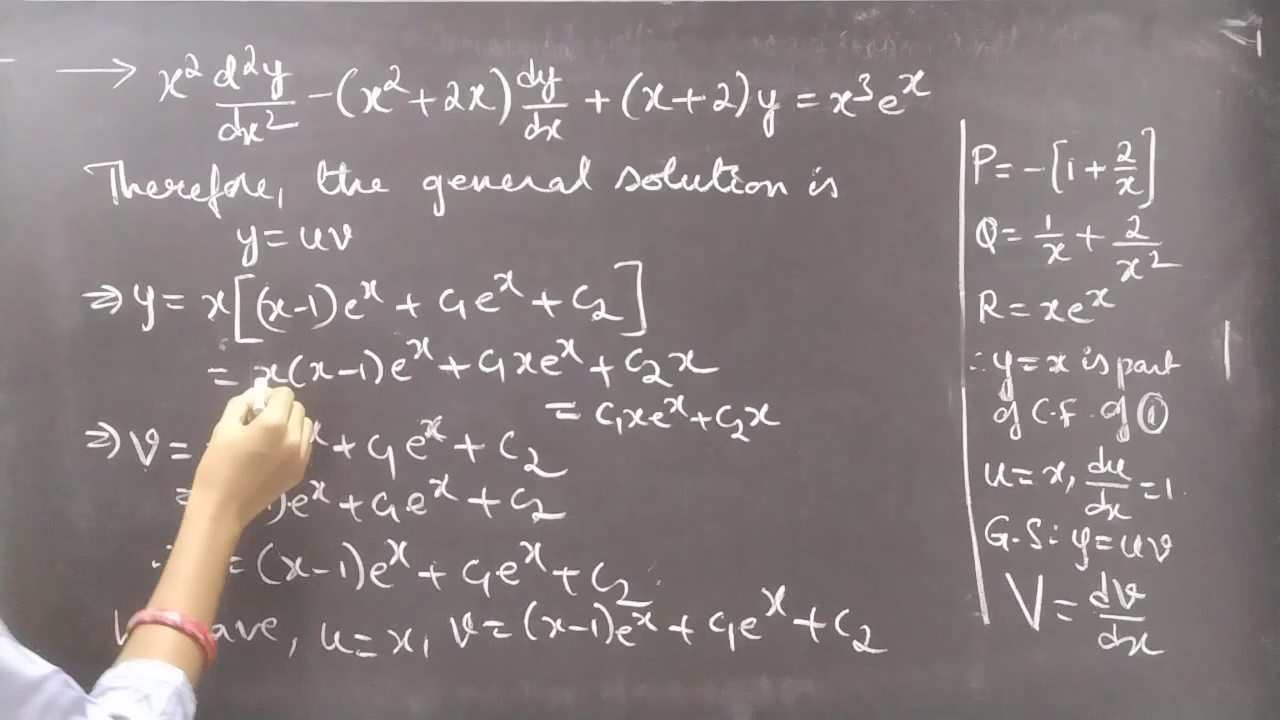 → x² d²y/dx² - (x² + 2x) dy/dx + (x + 2)y = x³eˣ
Therefore, the general solution is
y = uv
⇒ y = x[(x-1)eˣ + c₁eˣ + c₂]
= x(x-1)eˣ + c₁xeˣ + c₂x
= c₁xeˣ + c₂x
⇒ v = x + c₁eˣ + c₂
= )eˣ + c₁eˣ + c₂
∴ = (x-1)eˣ + c₁eˣ + c₂
ave, u = x, v = (x-1)eˣ + c₁eˣ + c₂
P = -[1 + 2/x]
Q = 1/x + 2/x²
R = xeˣ
∴ y = x is part
of C.F. of ①
u = x, du/dx = 1.
G.S: y = uv
V = dv/dx